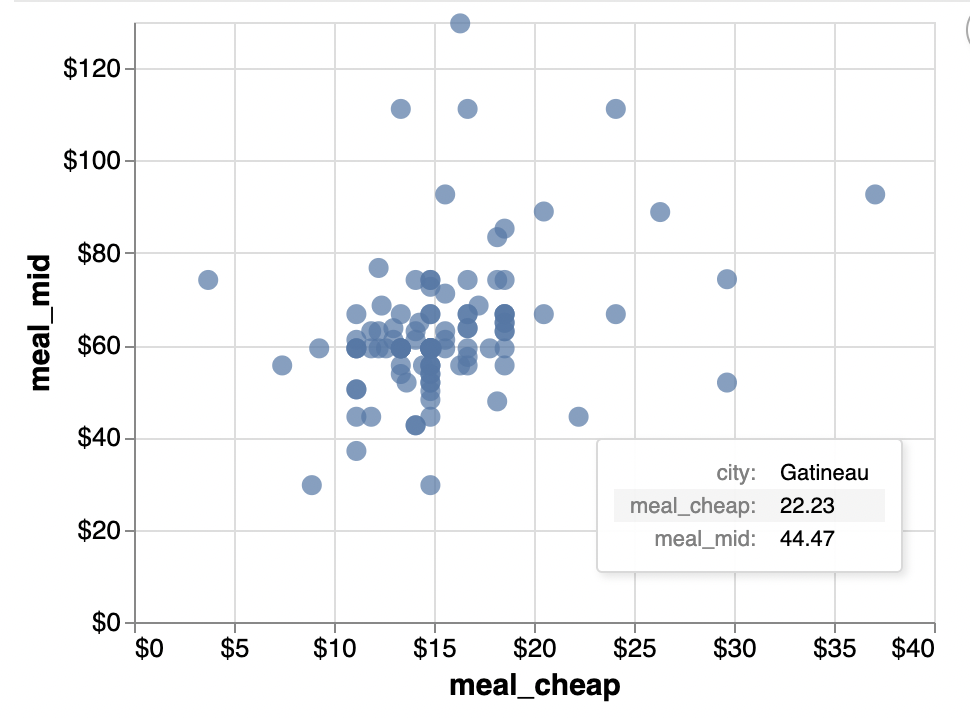 $120
$100
$80
$60
$40
$20
$0
meal_mid
city: Gatineau
meal_cheap: 22.23
meal_mid: 44.47
$0 $5 $10 $15 $20 $25 $30 $35 $40
meal_cheap